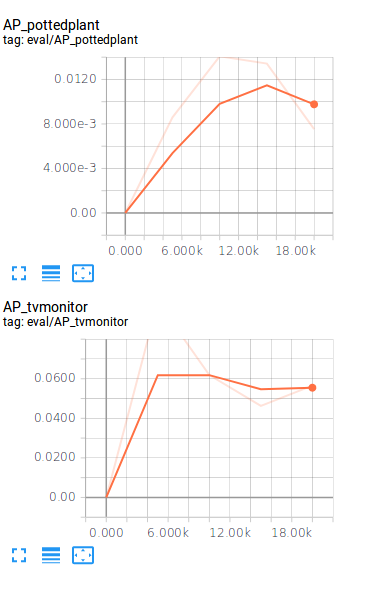 AP_pottedplant
tag: eval/AP_pottedplant
0.0120
8.000e-3
4.000e-3
0.00
0.000 6.000k 12.00k 18.00k
AP_tvmonitor
tag: eval/AP_tvmonitor
0.0600
0.0400
0.0200
0.00
0.000 6.000k 12.00k 18.00k